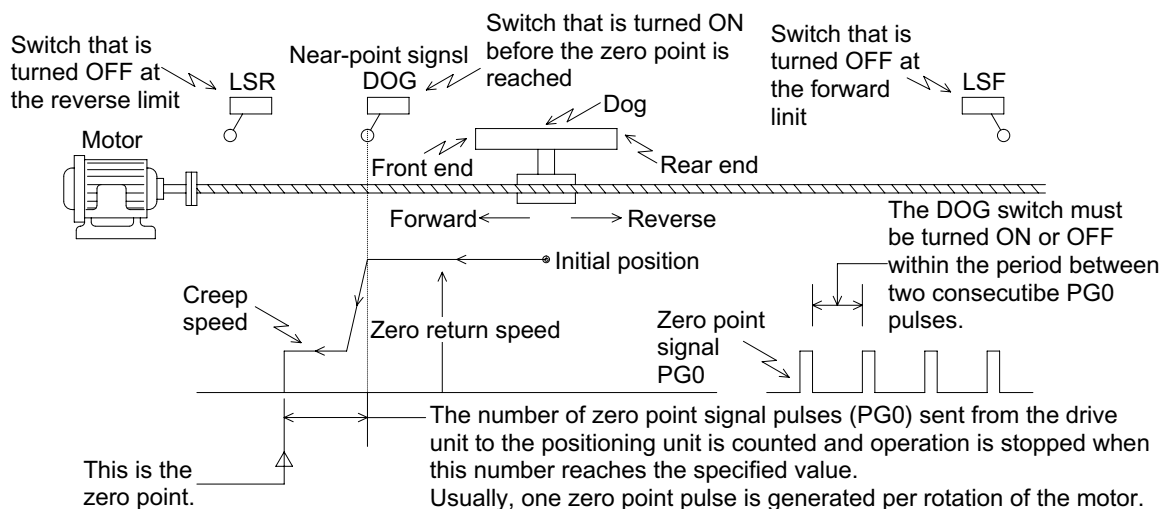 Switch that is
turned OFF at
the reverse limit
LSR
Near-point signsl
DOG
Switch that is turned ON
before the zero point is
reached
Switch that is
turned OFF at
the forward
linit
LSF
Motor
Dog
Front end
Rear end
Forward
Reverse
Initial position
Creep
speed
Zero return speed
The DOG switch must
be turned ON or OFF
within the period between
two consecutibe PG0
pulses.
Zero point
signal
PG0
This is the
zero point.
The number of zero point signal pulses (PG0) sent from the drive
unit to the positioning unit is counted and operation is stopped when
this number reaches the specified value.
Usually, one zero point pulse is generated per rotation of the motor.